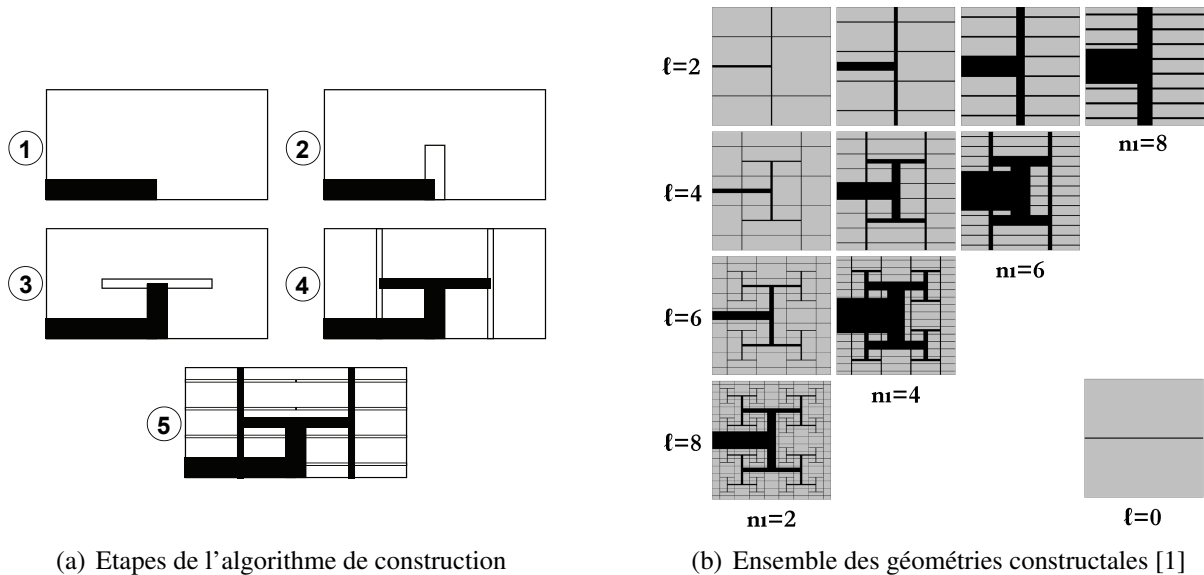 1
2
3
4
5
(a) Etapes de l'algorithme de construction
ℓ=2
n1=8
ℓ=4
n1=6
ℓ=6
n1=4
ℓ=8
n1=2
ℓ=0
(b) Ensemble des géométries constructales [1]